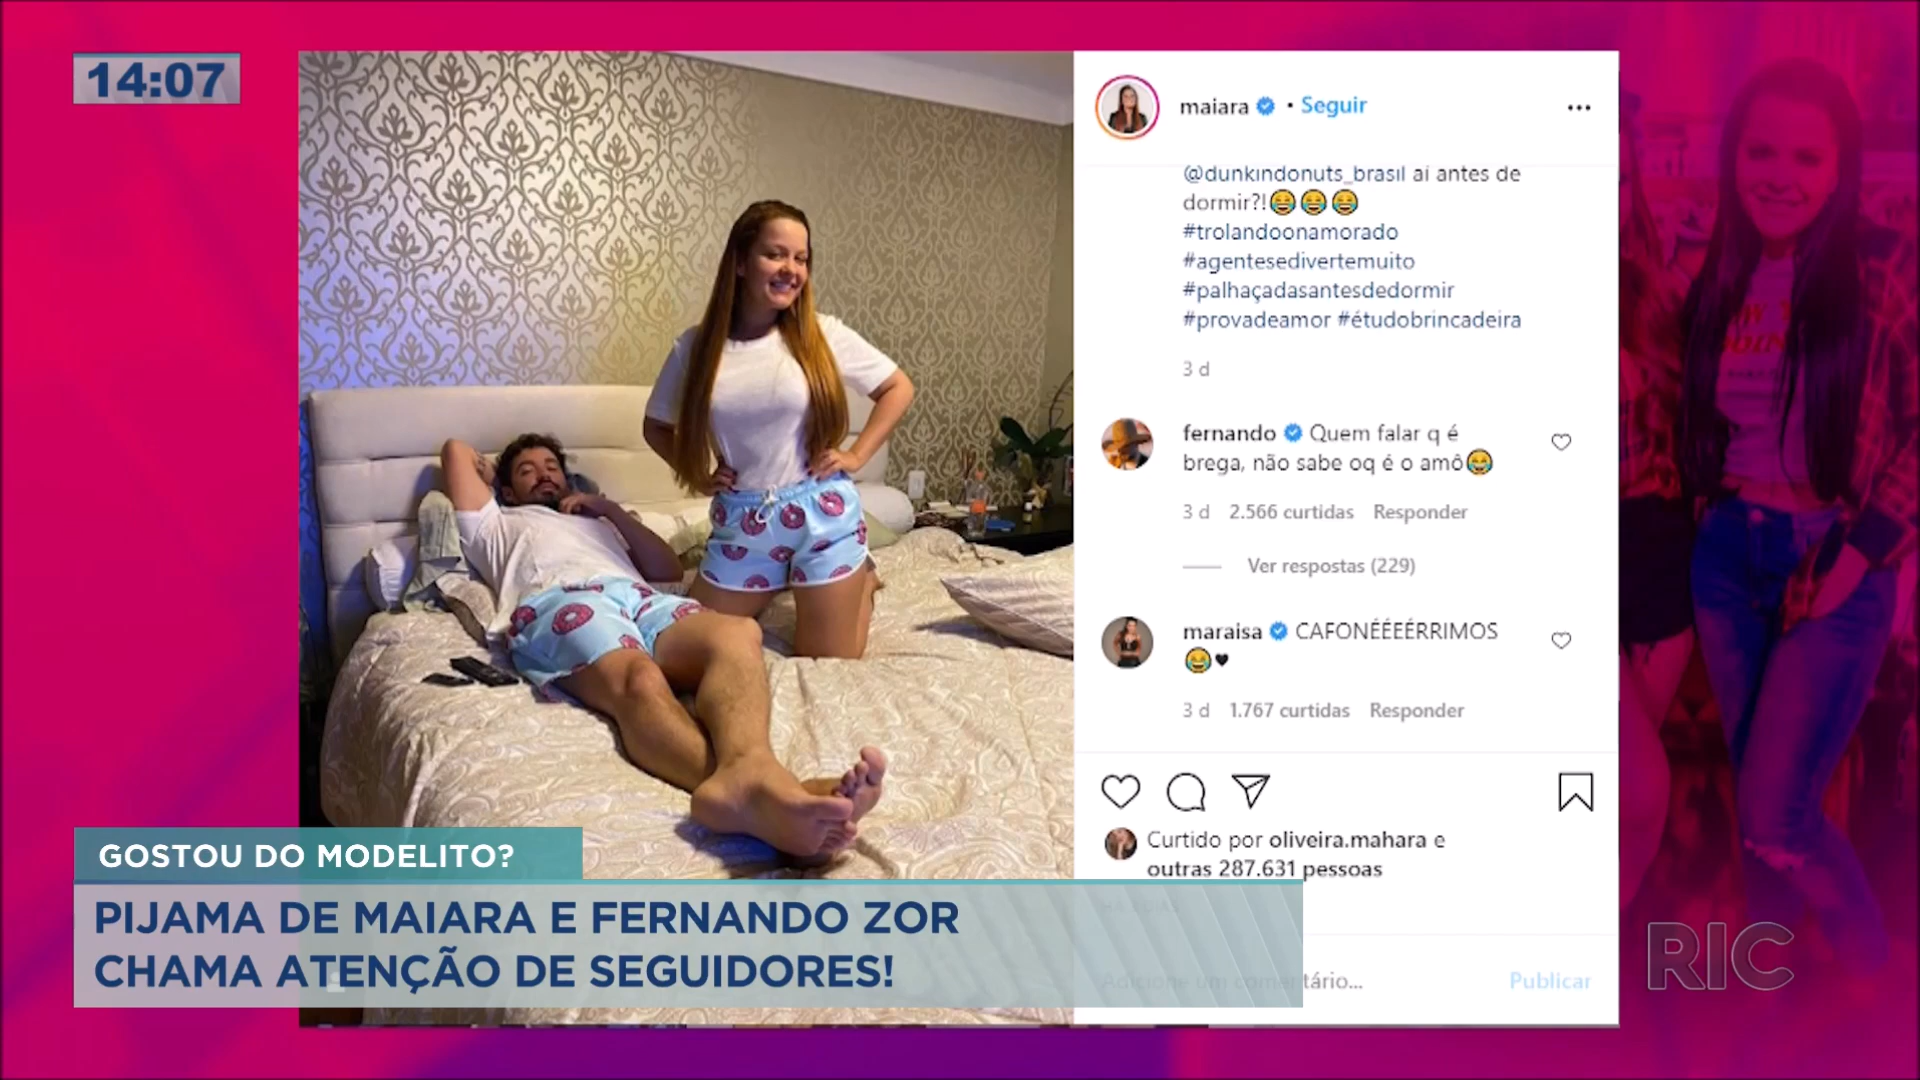 14:07
maiara • Seguir
@dunkindonuts_brasil aí antes de
dormir?!😂😂😂
#trolandoonamorado
#agentesedivertemuito
#palhaçadasantesdedormir
#provadeamor #étudobrincadeira
3 d
fernando Quem falar q é
brega, não sabe oq é o amô😂
3 d 2.566 curtidas Responder
Ver respostas (229)
maraisa CAFONÉÉÉÉRRIMOS
😂🖤
3 d 1.767 curtidas Responder
Curtido por oliveira.mahara e
outras 287.631 pessoas
Adicione um comentário... Publicar
GOSTOU DO MODELITO?
PIJAMA DE MAIARA E FERNANDO ZOR
CHAMA ATENÇÃO DE SEGUIDORES!
RIC